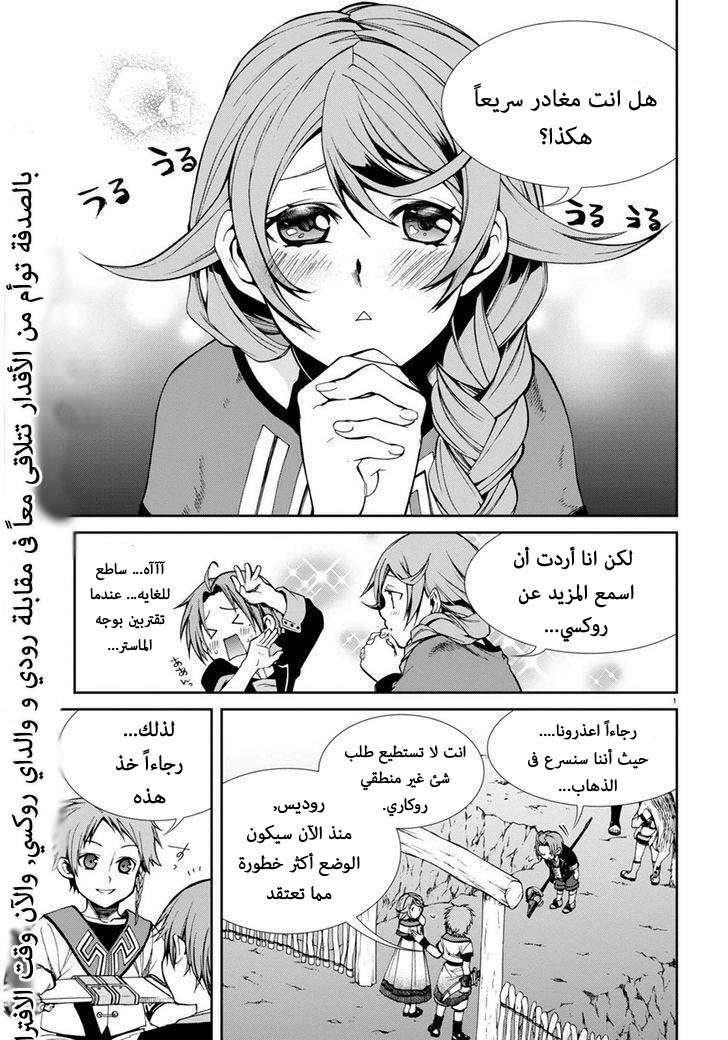 هل انت مغادر سريعاً
هكذا؟
بالصدفة توأم من الأقدار تتلاقى معاً فى مقابلة رودي و والداي روكسي, والآن وقت الافترا
لكن انا أردت أن
اسمع المزيد عن
روكسي...
آآآه... ساطع
للغايه... عندما
تقتربين بوجه
الماستر...
1
رجاءاً اعذرونا....
حيث أننا سنسرع فى
الذهاب...
انت لا تستطيع طلب
شئ غير منطقي
روكاري.
روديس,
منذ الآن سيكون
الوضع أكثر خطورة
مما تعتقد
لذلك...
رجاءاً خذ
هذه